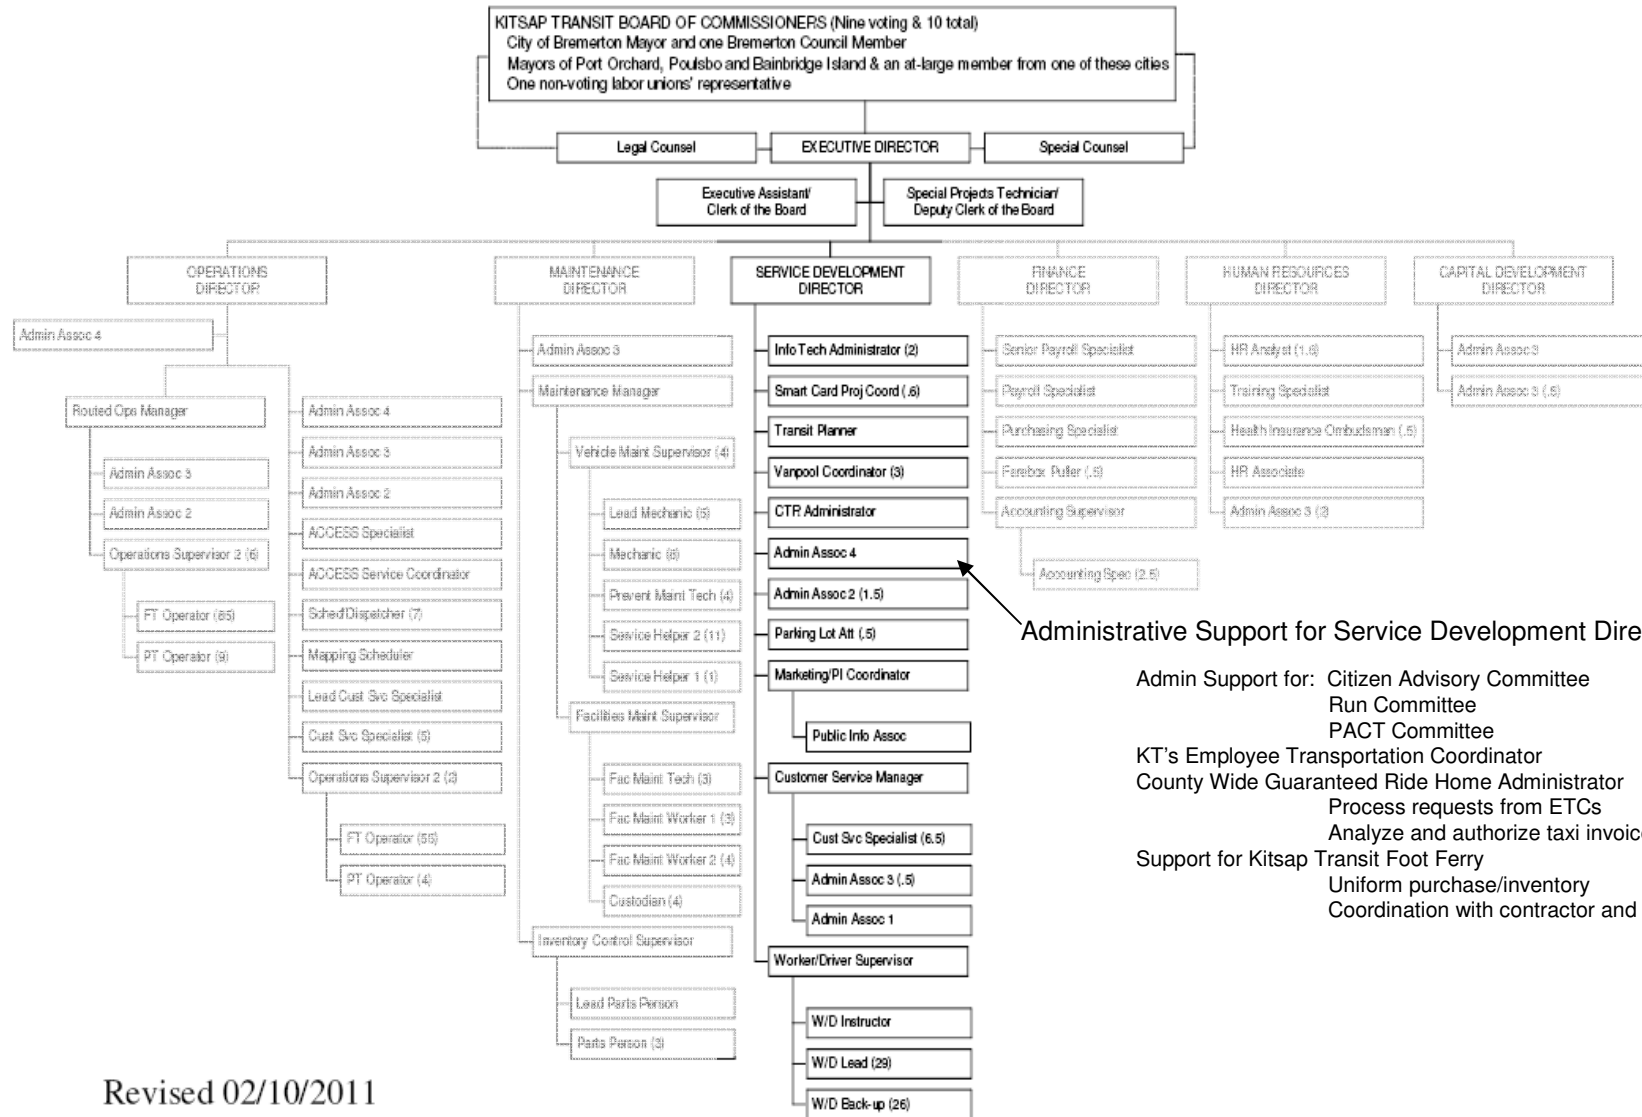 KITSAP TRANSIT BOARD OF COMMISSIONERS (Nine voting & 10 total)
City of Bremerton Mayor and one Bremerton Council Member
Mayors of Port Orchard, Poulsbo and Bainbridge Island & an at-large member from one of these cities
One non-voting labor unions' representative
Legal Counsel
EXECUTIVE DIRECTOR
Special Counsel
Executive Assistant/
Clerk of the Board
Special Projects Technician/
Deputy Clerk of the Board
OPERATIONS
DIRECTOR
Admin Assoc 4
Routed Ops Manager
Admin Assoc 3
Admin Assoc 2
Operations Supervisor 2 (6)
FT Operator (85)
PT Operator (9)
Admin Assoc 4
Admin Assoc 3
Admin Assoc 2
ACCESS Specialist
ACCESS Service Coordinator
Sched/Dispatcher (7)
Mapping Scheduler
Lead Cust Svc Specialist
Cust Svc Specialist (5)
Operations Supervisor 2 (2)
FT Operator (55)
PT Operator (4)
MAINTENANCE
DIRECTOR
Admin Assoc 3
Maintenance Manager
Vehicle Maint Supervisor (4)
Lead Mechanic (5)
Mechanic (6)
Prevent Maint Tech (4)
Service Helper 2 (11)
Service Helper 1 (1)
Facilities Maint Supervisor
Fac Maint Tech (3)
Fac Maint Worker 1 (3)
Fac Maint Worker 2 (4)
Custodian (4)
Inventory Control Supervisor
Lead Parts Person
Parts Person (3)
SERVICE DEVELOPMENT
DIRECTOR
Info Tech Administrator (2)
Smart Card Proj Coord (.6)
Transit Planner
Vanpool Coordinator (3)
CTR Administrator
Admin Assoc 4
Admin Assoc 2 (1.5)
Parking Lot Att (.5)
Marketing/PI Coordinator
Public Info Assoc
Customer Service Manager
Cust Svc Specialist (6.5)
Admin Assoc 3 (.5)
Admin Assoc 1
Worker/Driver Supervisor
W/D Instructor
W/D Lead (29)
W/D Back-up (26)
FINANCE
DIRECTOR
Senior Payroll Specialist
Payroll Specialist
Purchasing Specialist
Farebox Puller (.5)
Accounting Supervisor
Accounting Spec (2.5)
HUMAN RESOURCES
DIRECTOR
HR Analyst (1.6)
Training Specialist
Health Insurance Ombudsman (.5)
HR Associate
Admin Assoc 3 (2)
CAPITAL DEVELOPMENT
DIRECTOR
Admin Assoc 3
Admin Assoc 3 (.5)
Administrative Support for Service Development Dire
Admin Support for: Citizen Advisory Committee
Run Committee
PACT Committee
KT's Employee Transportation Coordinator
County Wide Guaranteed Ride Home Administrator
Process requests from ETCs
Analyze and authorize taxi invoice
Support for Kitsap Transit Foot Ferry
Uniform purchase/inventory
Coordination with contractor and
Revised 02/10/2011